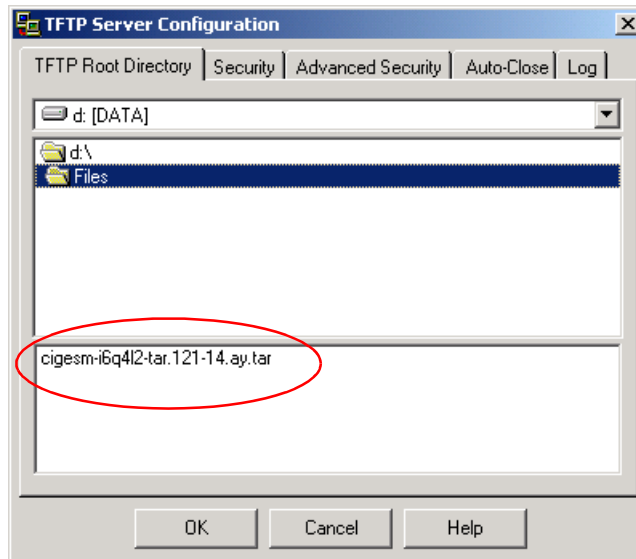 TFTP Server Configuration
TFTP Root Directory Security Advanced Security Auto-Close Log
d: [DATA]
d:\
Files
cigesm-i6q4l2-tar.121-14.ay.tar
OK Cancel Help